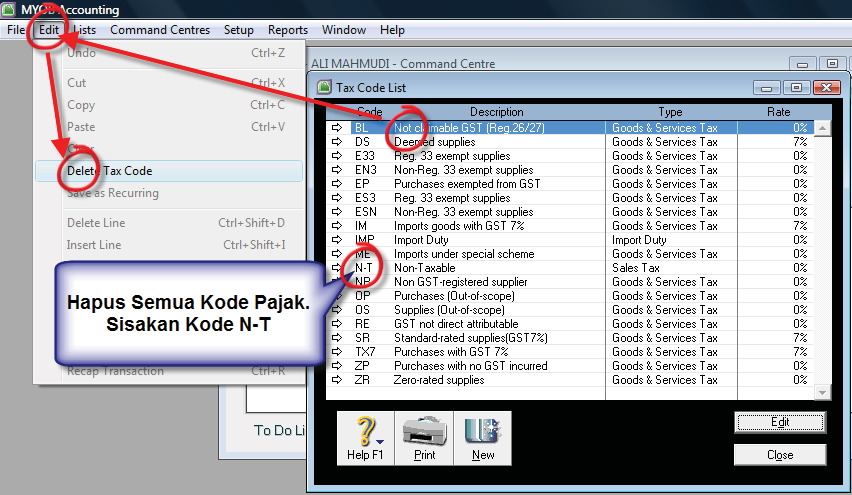 MYOB Accounting
File Edit Lists Command Centres Setup Reports Window Help
Undo Ctrl+Z
Cut Ctrl+X
Copy Ctrl+C
Paste Ctrl+V
Clear
Delete Tax Code
Save as Recurring
Delete Line Ctrl+Shift+D
Insert Line Ctrl+Shift+I
Recap Transaction Ctrl+R
Hapus Semua Kode Pajak.
Sisakan Kode N-T
ALI MAHMUDI - Command Centre
Tax Code List
Code Description Type Rate
BL Not claimable GST (Reg.26/27) Goods & Services Tax 0%
DS Deemed supplies Goods & Services Tax 7%
E33 Reg. 33 exempt supplies Goods & Services Tax 0%
EN3 Non-Reg. 33 exempt supplies Goods & Services Tax 0%
EP Purchases exempted from GST Goods & Services Tax 0%
ES3 Reg. 33 exempt supplies Goods & Services Tax 0%
ESN Non-Reg. 33 exempt supplies Goods & Services Tax 0%
IM Imports goods with GST 7% Goods & Services Tax 7%
IMP Import Duty Import Duty 0%
ME Imports under special scheme Goods & Services Tax 0%
N-T Non-Taxable Sales Tax 0%
NR Non GST-registered supplier Goods & Services Tax 0%
OP Purchases (Out-of-scope) Goods & Services Tax 0%
OS Supplies (Out-of-scope) Goods & Services Tax 0%
RE GST not direct attributable Goods & Services Tax 0%
SR Standard-rated supplies(GST7%) Goods & Services Tax 7%
TX7 Purchases with GST 7% Goods & Services Tax 7%
ZP Purchases with no GST incurred Goods & Services Tax 0%
ZR Zero-rated supplies Goods & Services Tax 0%
Help F1 Print New
Edit
Close
To Do Li